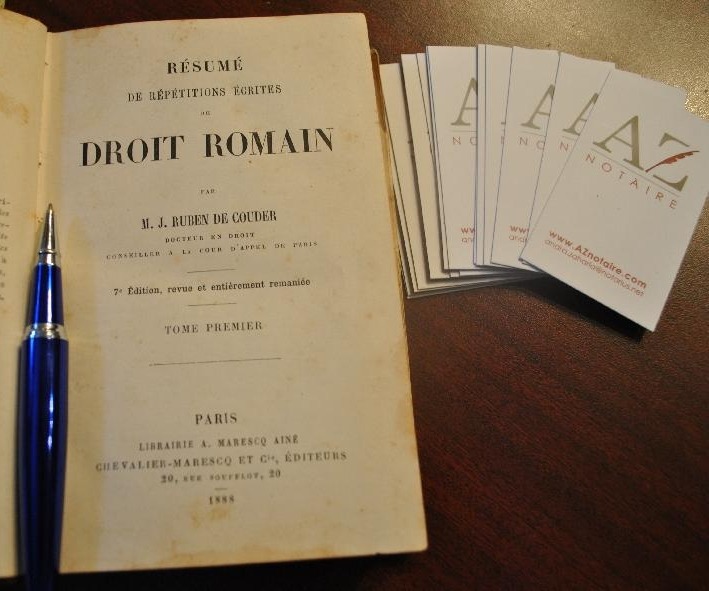 RÉSUMÉ
DE RÉPÉTITIONS ÉCRITES
DE
DROIT ROMAIN
PAR
M. J. RUBEN DE COUDER
DOCTEUR EN DROIT
CONSEILLER A LA COUR D'APPEL DE PARIS
7e Édition, revue et entièrement remaniée
TOME PREMIER
PARIS
LIBRAIRIE A. MARESCQ AINÉ
CHEVALIER-MARESCQ ET Cie, ÉDITEURS
20, RUE SOUFFLOT, 20
1888
AZ
NOTAIRE
www.AZnotaire.com